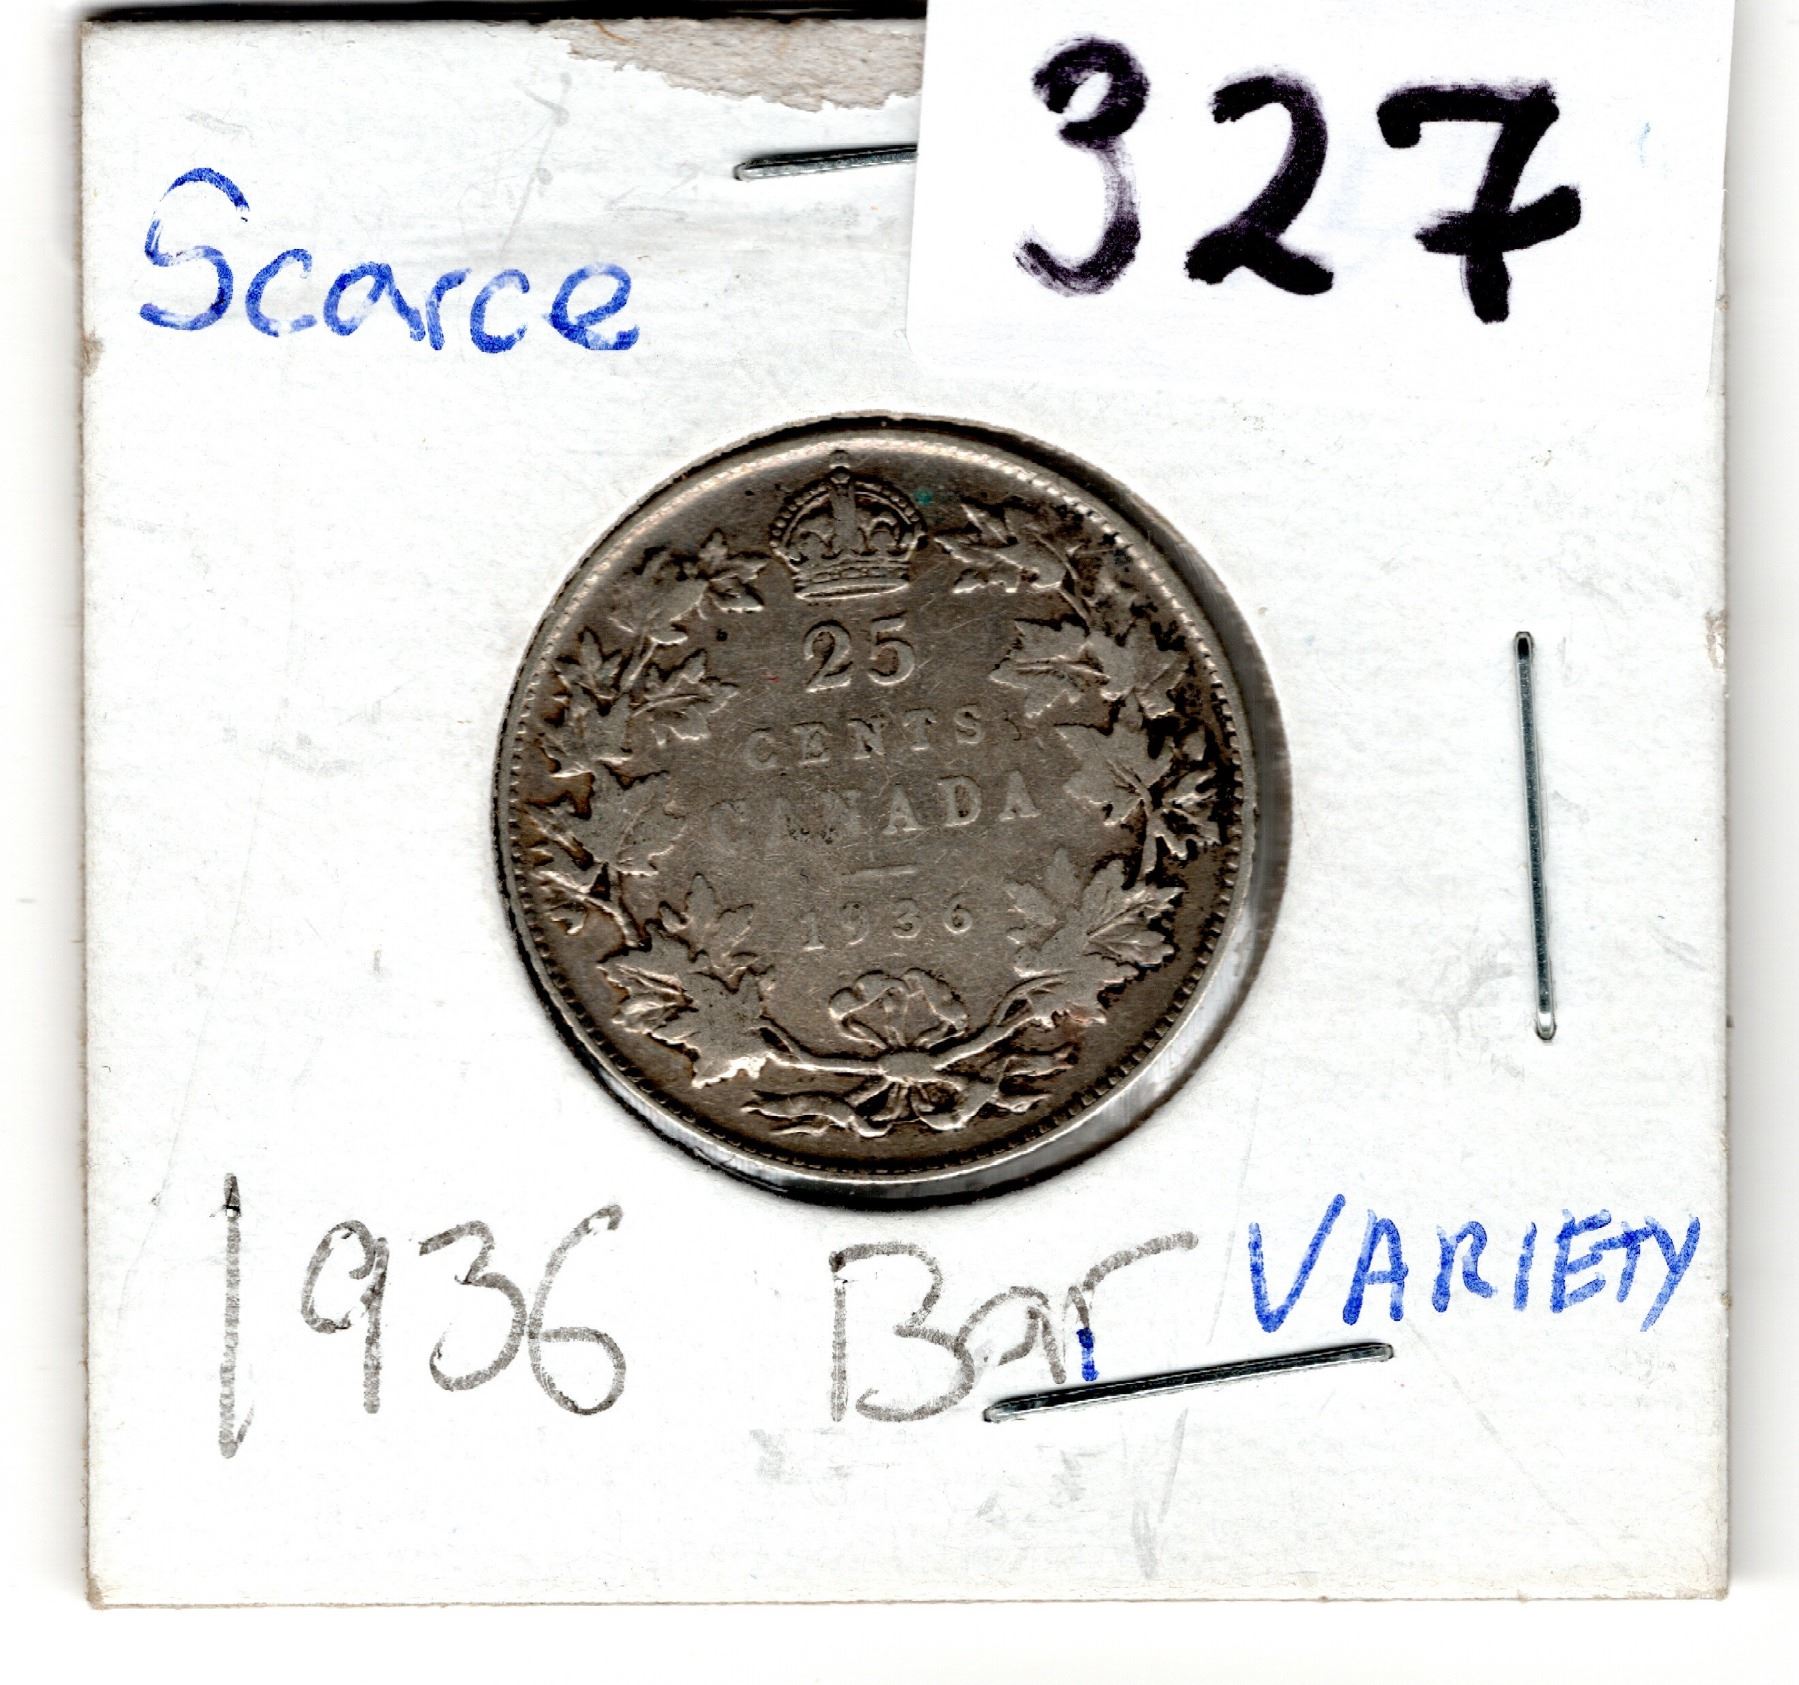 327
Scarce
25
CENTS
CANADA
1936
1936 Bar VARIETY